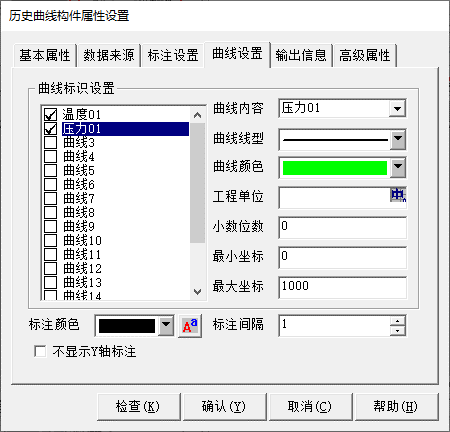 历史曲线构件属性设置
基本属性 数据来源 标注设置 曲线设置 输出信息 高级属性
曲线标识设置
温度01
压力01
曲线3
曲线4
曲线5
曲线6
曲线7
曲线8
曲线9
曲线10
曲线11
曲线12
曲线13
曲线14
曲线内容 压力01
曲线线型
曲线颜色
工程单位 中
小数位数 0
最小坐标 0
最大坐标 1000
标注颜色 Aa 标注间隔 1
不显示Y轴标注
检查(K) 确认(Y) 取消(C) 帮助(H)